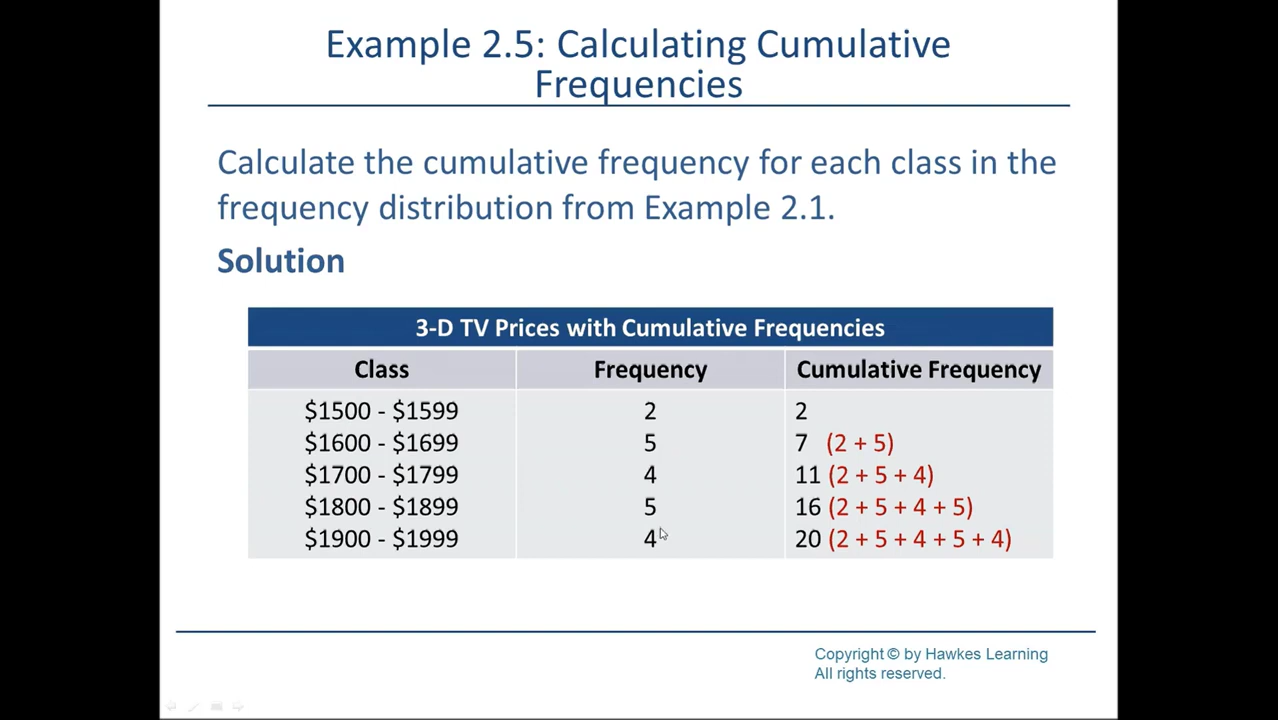 Example 2.5: Calculating Cumulative
Frequencies
Calculate the cumulative frequency for each class in the
frequency distribution from Example 2.1.
Solution
3-D TV Prices with Cumulative Frequencies
Class Frequency Cumulative Frequency
$1500 - $1599 2 2
$1600 - $1699 5 7 (2 + 5)
$1700 - $1799 4 11 (2 + 5 + 4)
$1800 - $1899 5 16 (2 + 5 + 4 + 5)
$1900 - $1999 4 20 (2 + 5 + 4 + 5 + 4)
Copyright © by Hawkes Learning
All rights reserved.